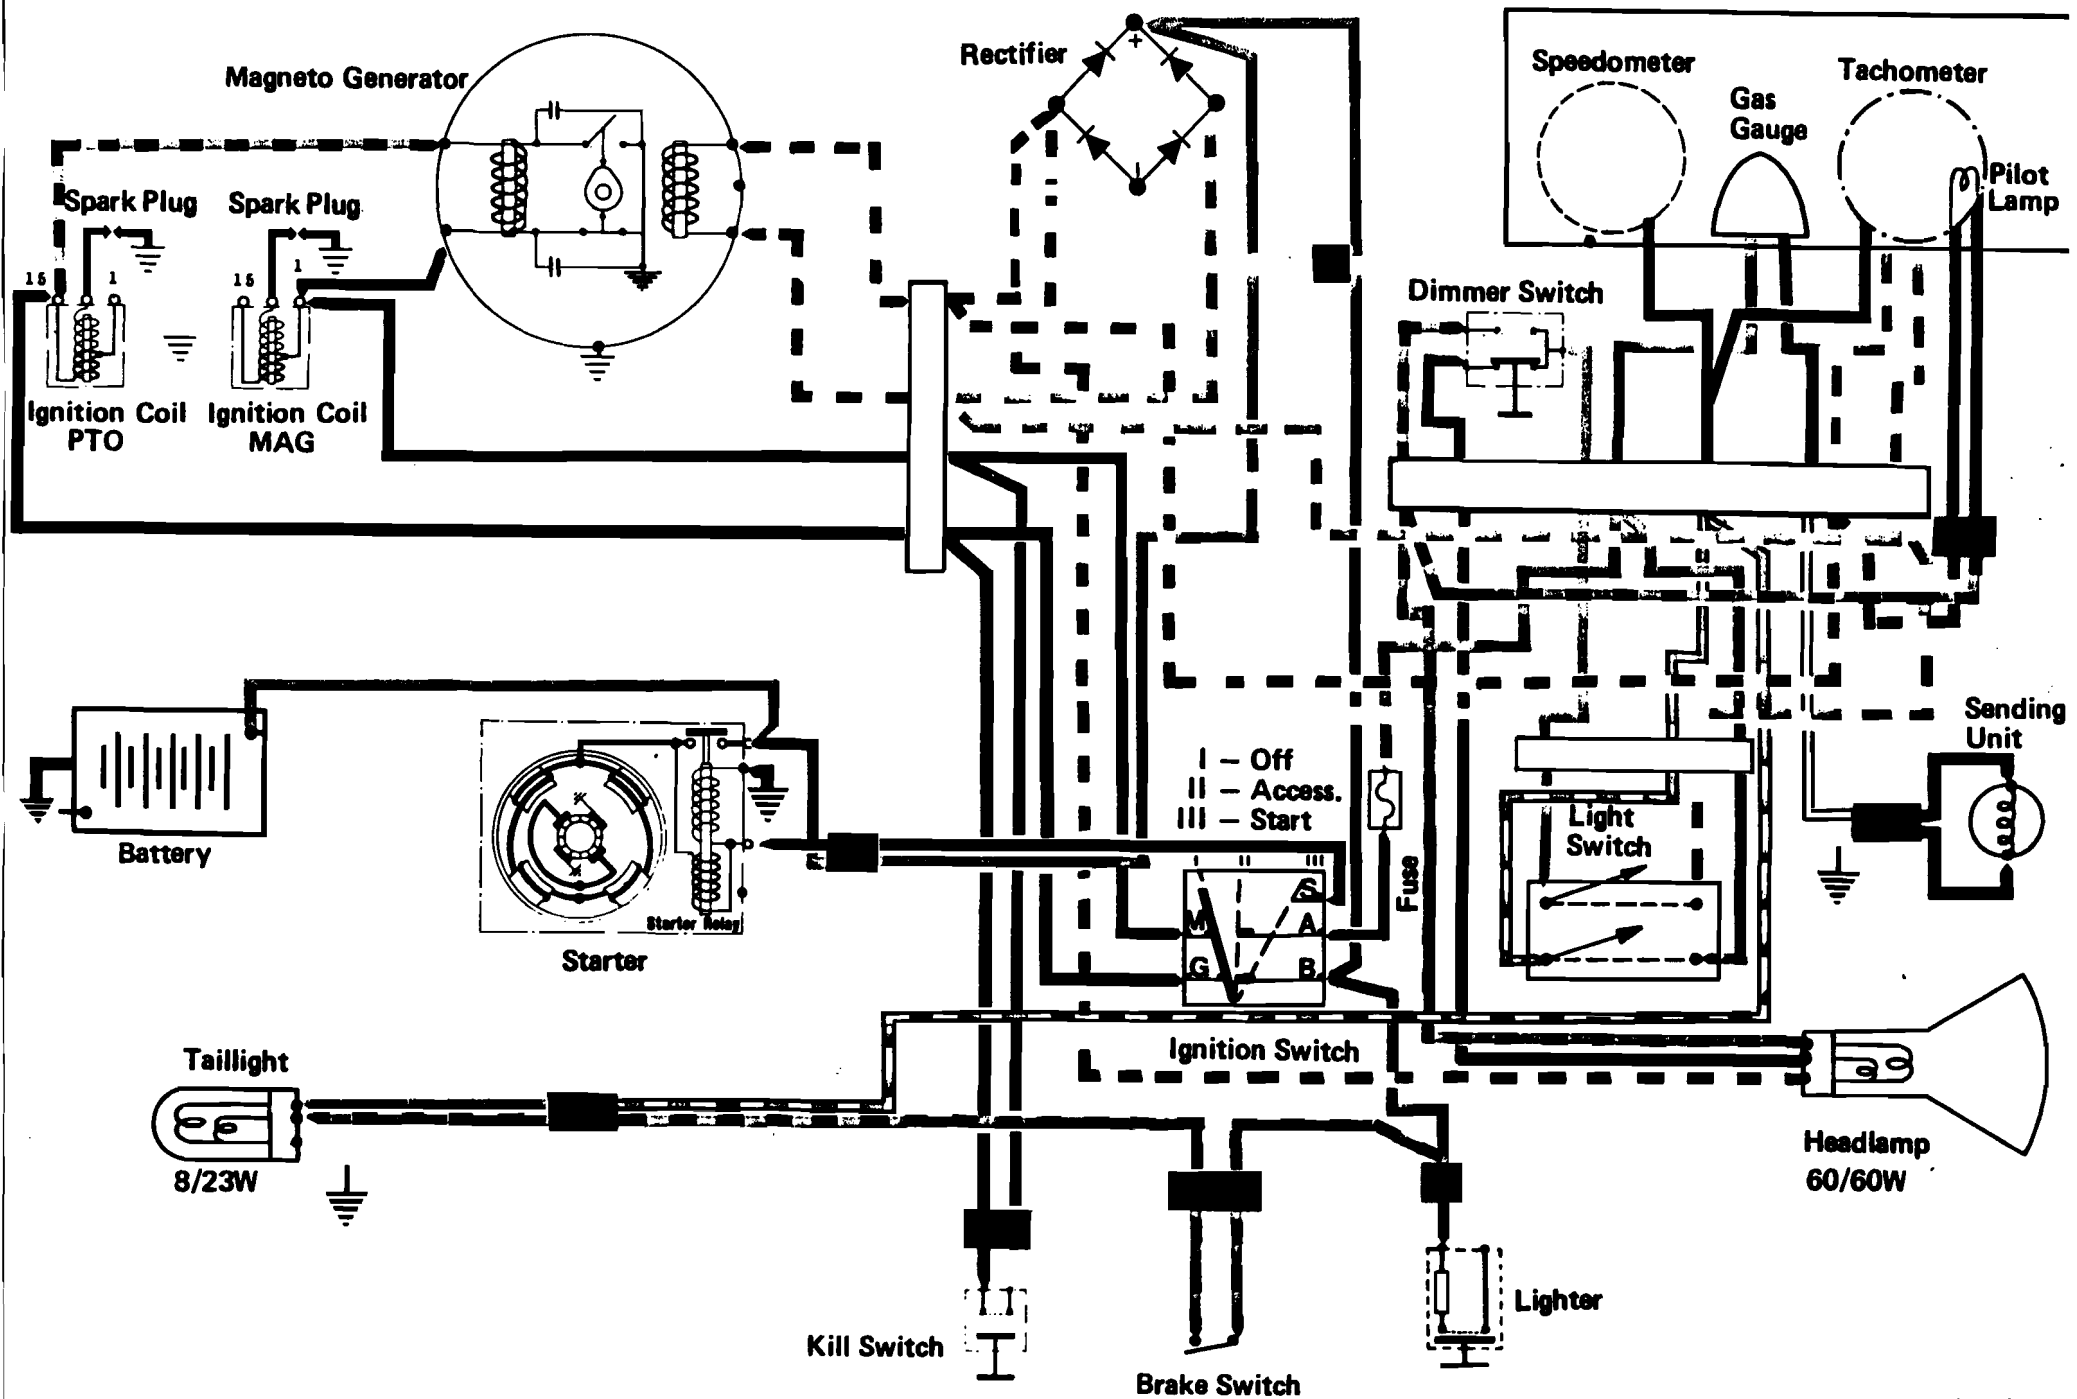 Magneto Generator
Rectifier
+
Speedometer
Tachometer
Gas
Gauge
Pilot
Lamp
Spark Plug
Spark Plug
15
1
15
1
Dimmer Switch
Ignition Coil
PTO
Ignition Coil
MAG
Sending
Unit
I – Off
II – Access.
III – Start
Light
Switch
Battery
Fuse
I
II
III
S
M
A
G
B
Starter Relay
Starter
Ignition Switch
Taillight
8/23W
Headlamp
60/60W
Lighter
Kill Switch
Brake Switch